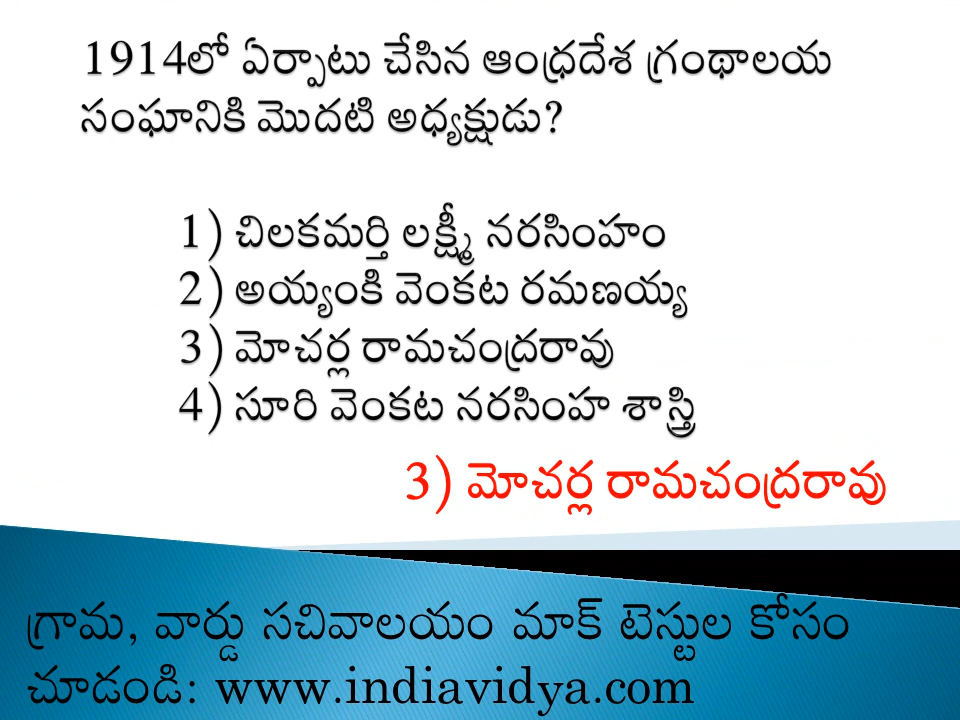 1914లో ఏర్పాటు చేసిన ఆంధ్రదేశ గ్రంథాలయ
సంఘానికి మొదటి అధ్యక్షుడు?
1) చిలకమర్తి లక్ష్మీ నరసింహం
2) అయ్యంకి వెంకట రమణయ్య
3) మోచర్ల రామచంద్రరావు
4) సూరి వెంకట నరసింహ శాస్త్రి
3) మోచర్ల రామచంద్రరావు
గ్రామ, వార్డు సచివాలయం మాక్ టెస్టుల కోసం
చూడండి: www.indiavidya.com